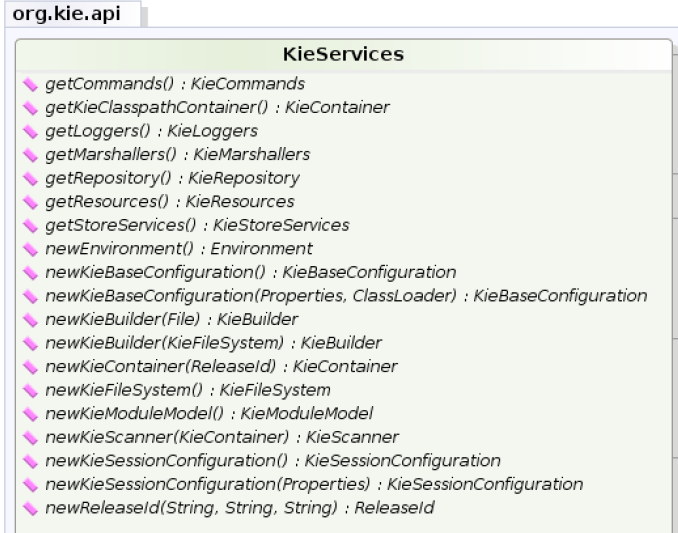 org.kie.api
KieServices
getCommands() : KieCommands
getKieClasspathContainer() : KieContainer
getLoggers() : KieLoggers
getMarshallers() : KieMarshallers
getRepository() : KieRepository
getResources() : KieResources
getStoreServices() : KieStoreServices
newEnvironment() : Environment
newKieBaseConfiguration() : KieBaseConfiguration
newKieBaseConfiguration(Properties, ClassLoader) : KieBaseConfiguration
newKieBuilder(File) : KieBuilder
newKieBuilder(KieFileSystem) : KieBuilder
newKieContainer(ReleaseId) : KieContainer
newKieFileSystem() : KieFileSystem
newKieModuleModel() : KieModuleModel
newKieScanner(KieContainer) : KieScanner
newKieSessionConfiguration() : KieSessionConfiguration
newKieSessionConfiguration(Properties) : KieSessionConfiguration
newReleaseId(String, String, String) : ReleaseId